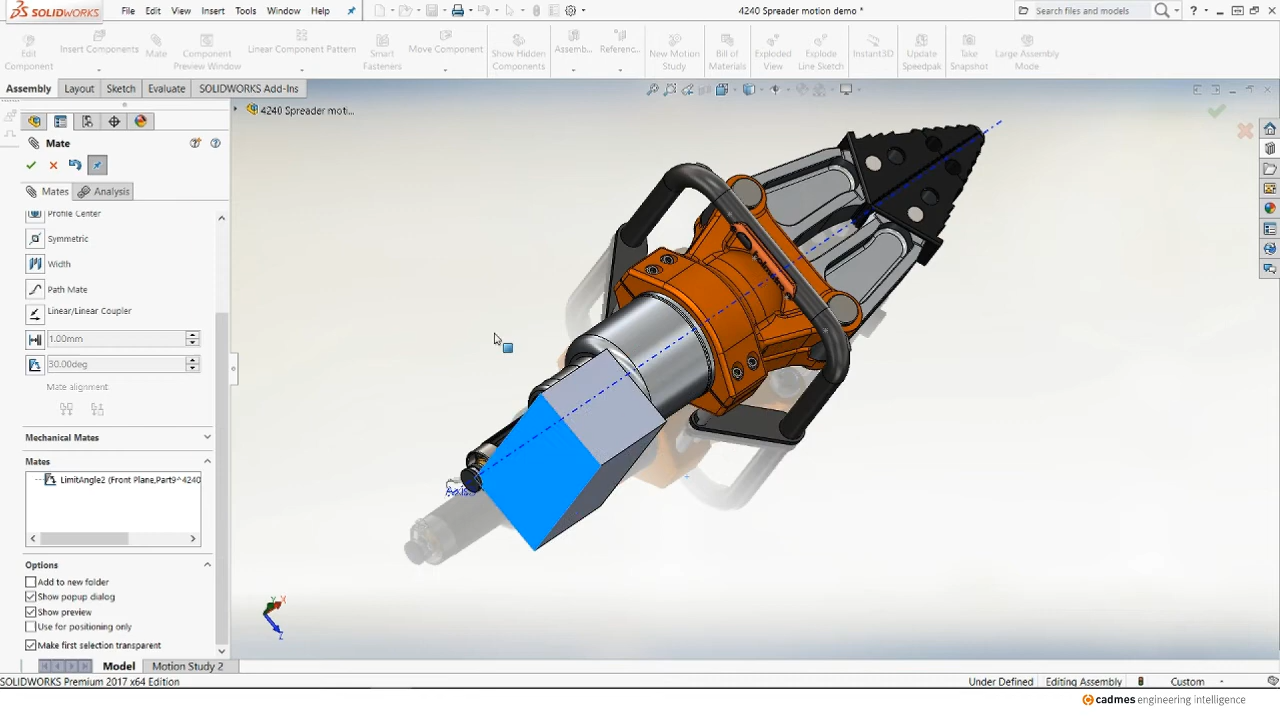 SOLIDWORKS
File Edit View Insert Tools Window Help
4240 Spreader motion demo *
Search files and models
Edit Component
Insert Components
Mate
Component Preview Window
Linear Component Pattern
Smart Fasteners
Move Component
Show Hidden Components
Assemb...
Referenc...
New Motion Study
Bill of Materials
Exploded View
Explode Line Sketch
Instant3D
Update Speedpak
Take Snapshot
Large Assembly Mode
Assembly Layout Sketch Evaluate SOLIDWORKS Add-Ins
4240 Spreader moti...
Mate
Mates Analysis
Profile Center
Symmetric
Width
Path Mate
Linear/Linear Coupler
1.00mm
30.00deg
Mate alignment:
Mechanical Mates
Mates
LimitAngle2 (Front Plane,Part9^4240
Options
Add to new folder
Show popup dialog
Show preview
Use for positioning only
Make first selection transparent
Y X
Z
Model Motion Study 2
SOLIDWORKS Premium 2017 x64 Edition
Under Defined Editing Assembly Custom
cadmes engineering intelligence